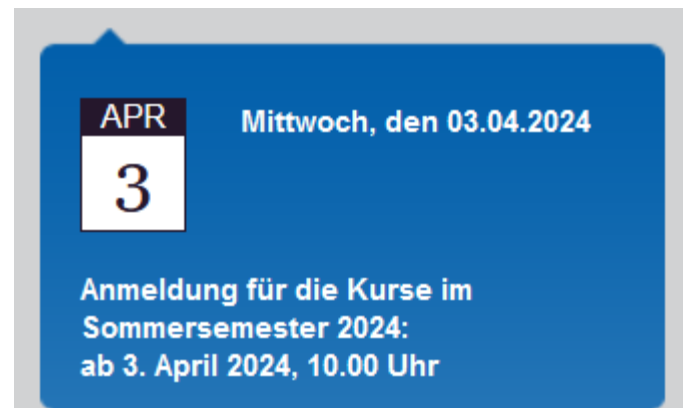 APR
3
Mittwoch, den 03.04.2024
Anmeldung für die Kurse im
Sommersemester 2024:
ab 3. April 2024, 10.00 Uhr